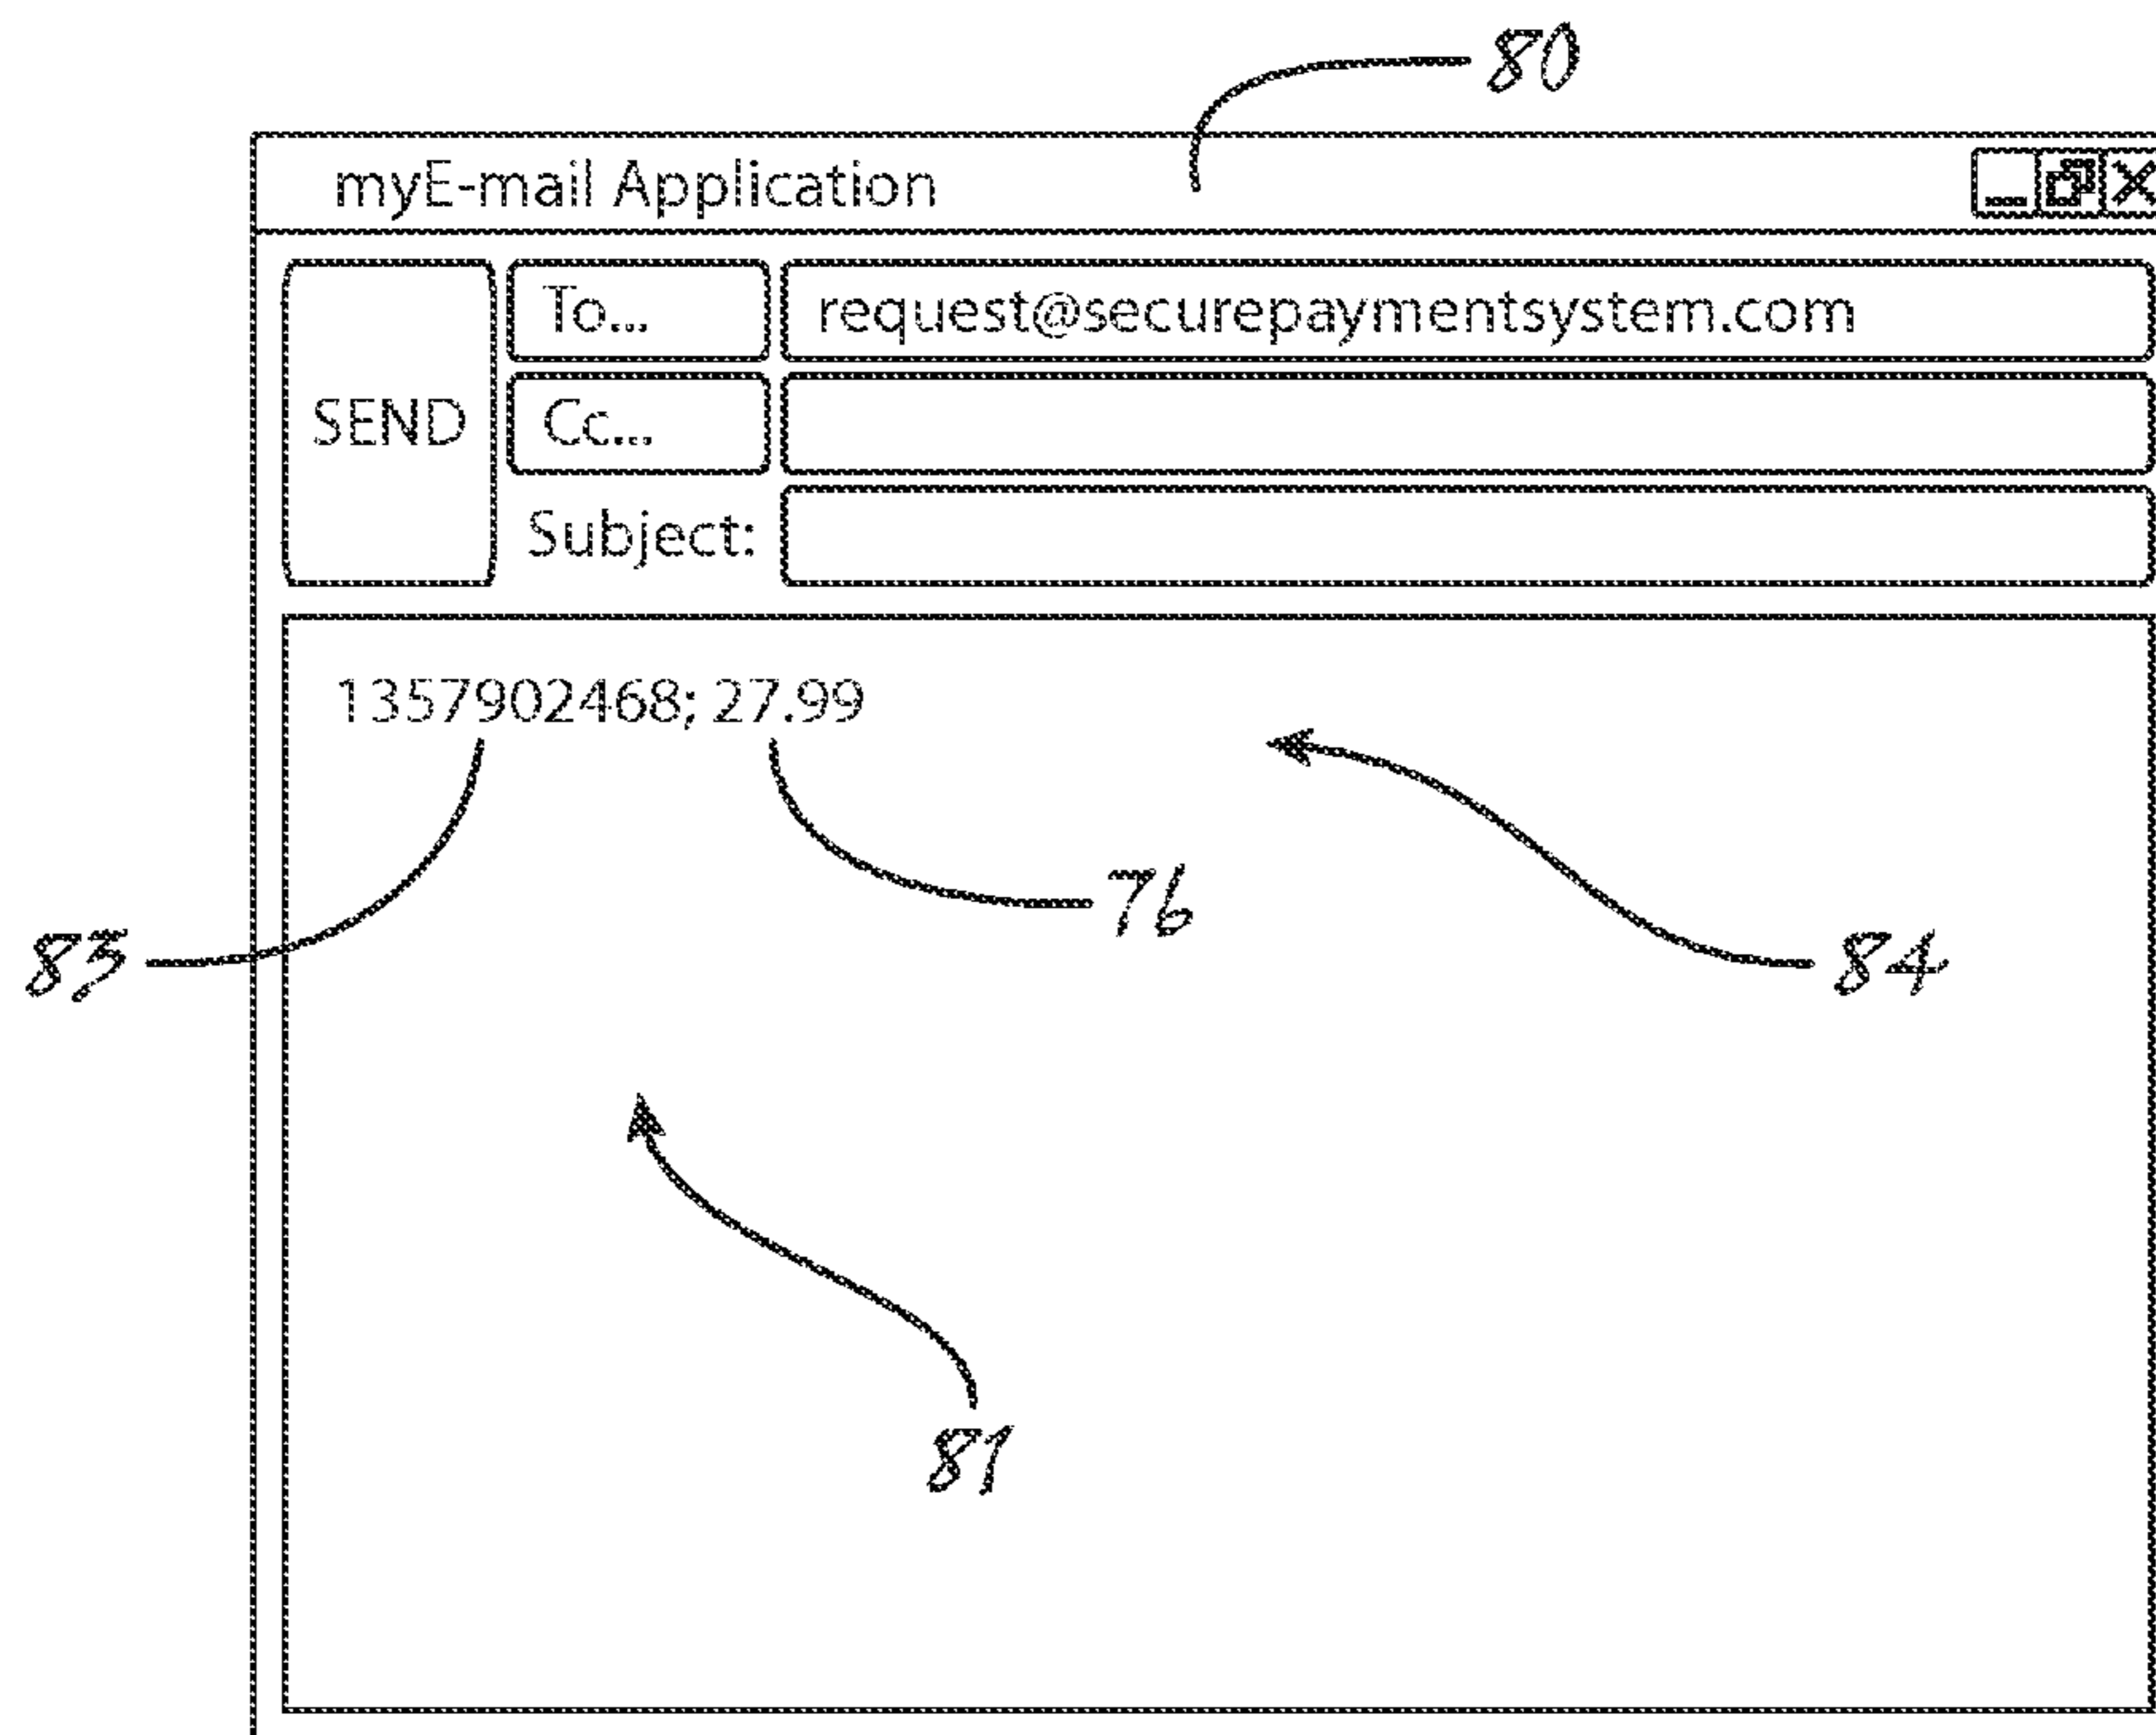 80
myE-mail Application
To... request@securepaymentsystem.com
SEND Cc...
Subject:
1357902468; 27.99
76
83
84
81